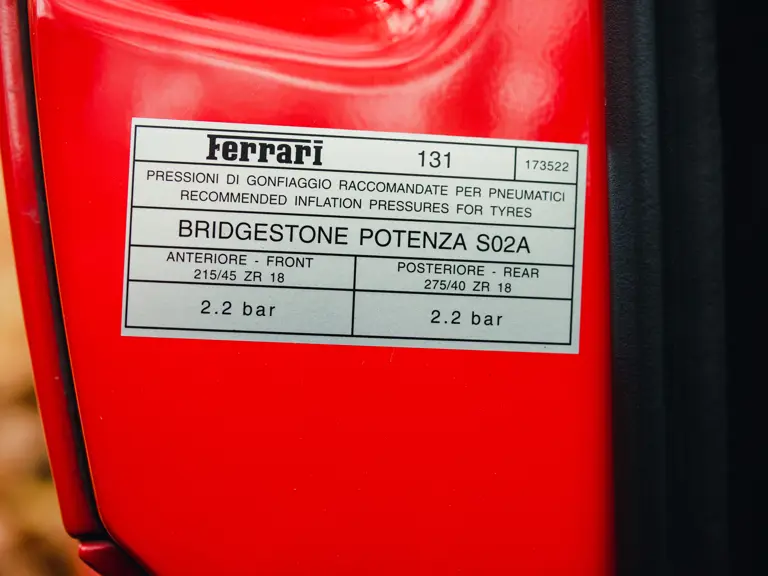 Ferrari 131 173522
PRESSIONI DI GONFIAGGIO RACCOMANDATE PER PNEUMATICI
RECOMMENDED INFLATION PRESSURES FOR TYRES
BRIDGESTONE POTENZA S02A
ANTERIORE - FRONT
215/45 ZR 18
POSTERIORE - REAR
275/40 ZR 18
2.2 bar
2.2 bar